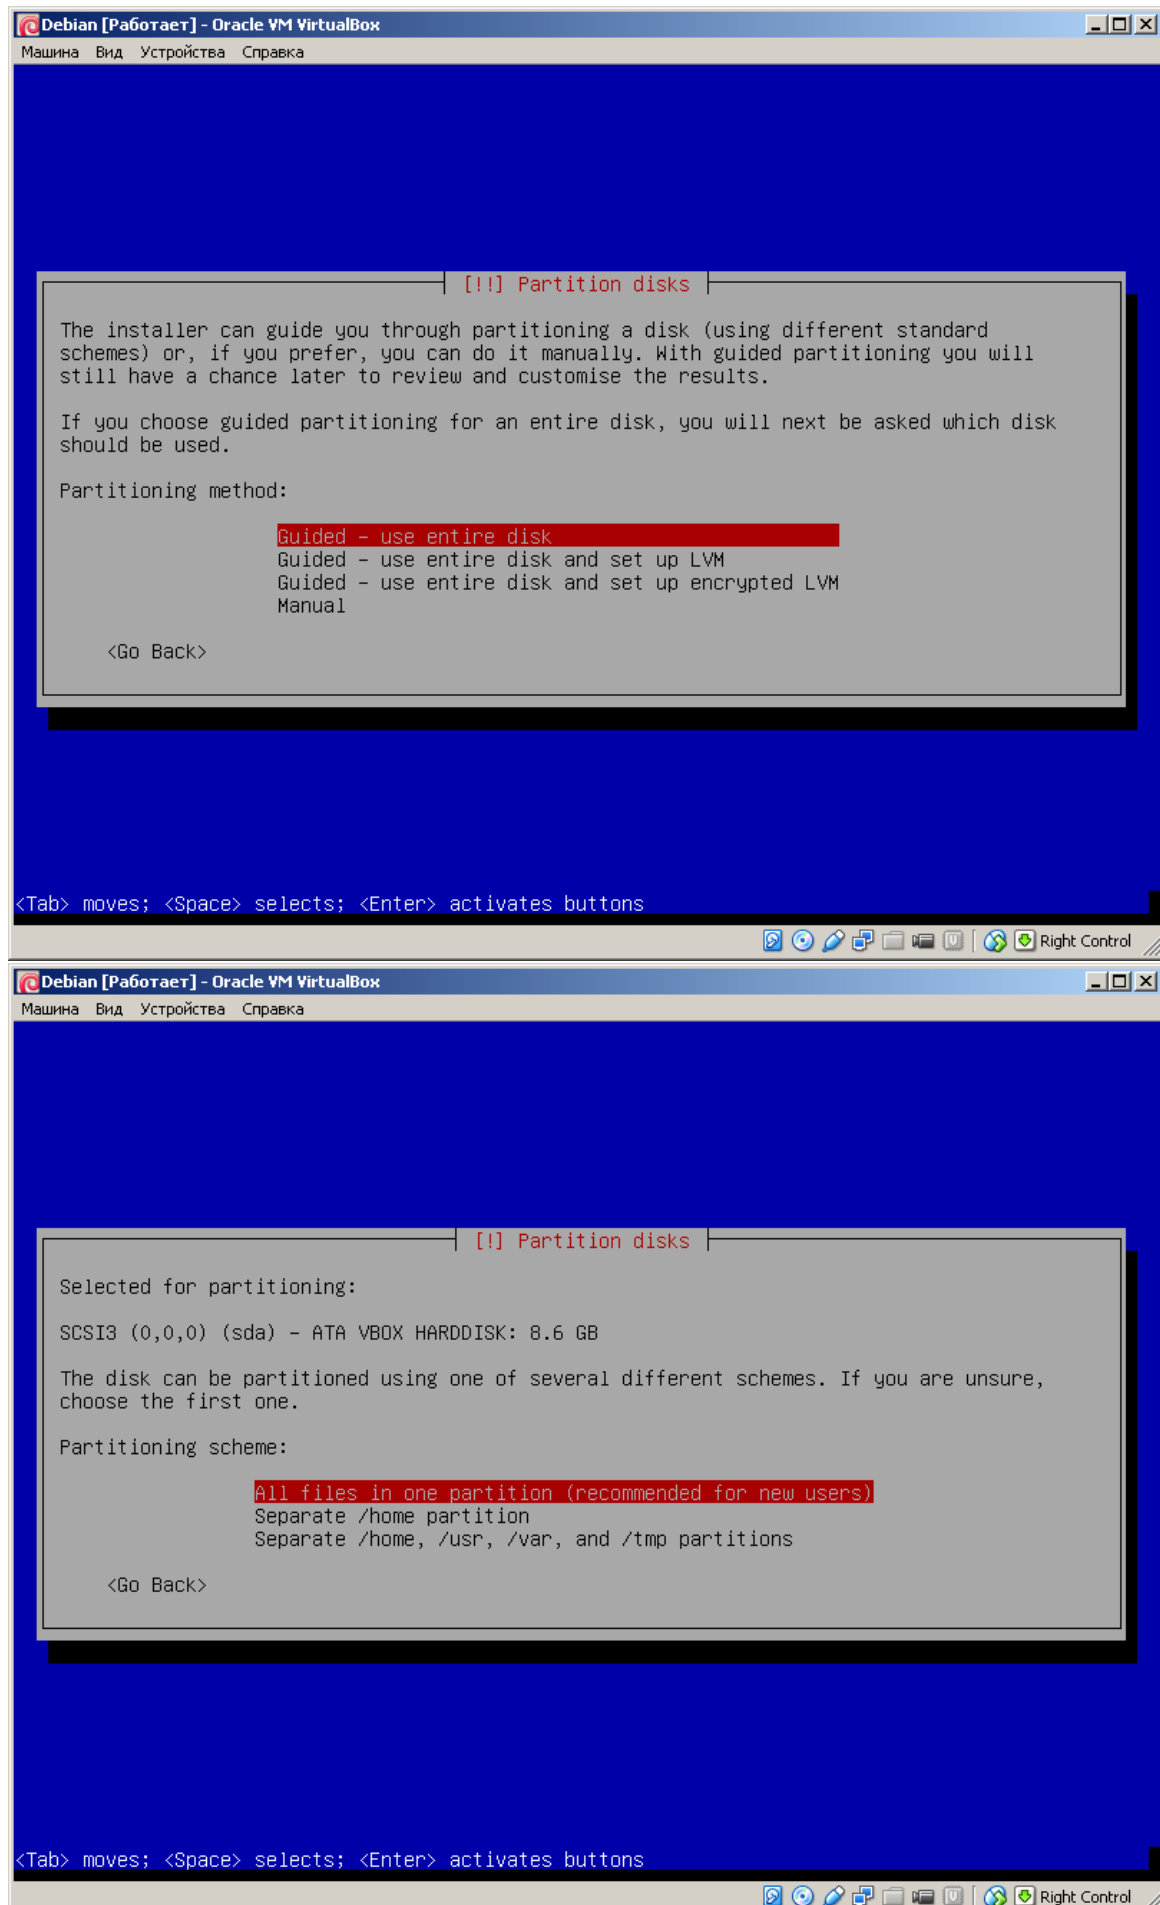 Debian [Работает] - Oracle VM VirtualBox
Машина Вид Устройства Справка
[!!] Partition disks
The installer can guide you through partitioning a disk (using different standard
schemes) or, if you prefer, you can do it manually. With guided partitioning you will
still have a chance later to review and customise the results.
If you choose guided partitioning for an entire disk, you will next be asked which disk
should be used.
Partitioning method:
Guided - use entire disk
Guided - use entire disk and set up LVM
Guided - use entire disk and set up encrypted LVM
Manual
<Go Back>
<Tab> moves; <Space> selects; <Enter> activates buttons
Right Control
Debian [Работает] - Oracle VM VirtualBox
Машина Вид Устройства Справка
[!] Partition disks
Selected for partitioning:
SCSI3 (0,0,0) (sda) - ATA VBOX HARDDISK: 8.6 GB
The disk can be partitioned using one of several different schemes. If you are unsure,
choose the first one.
Partitioning scheme:
All files in one partition (recommended for new users)
Separate /home partition
Separate /home, /usr, /var, and /tmp partitions
<Go Back>
<Tab> moves; <Space> selects; <Enter> activates buttons
Right Control